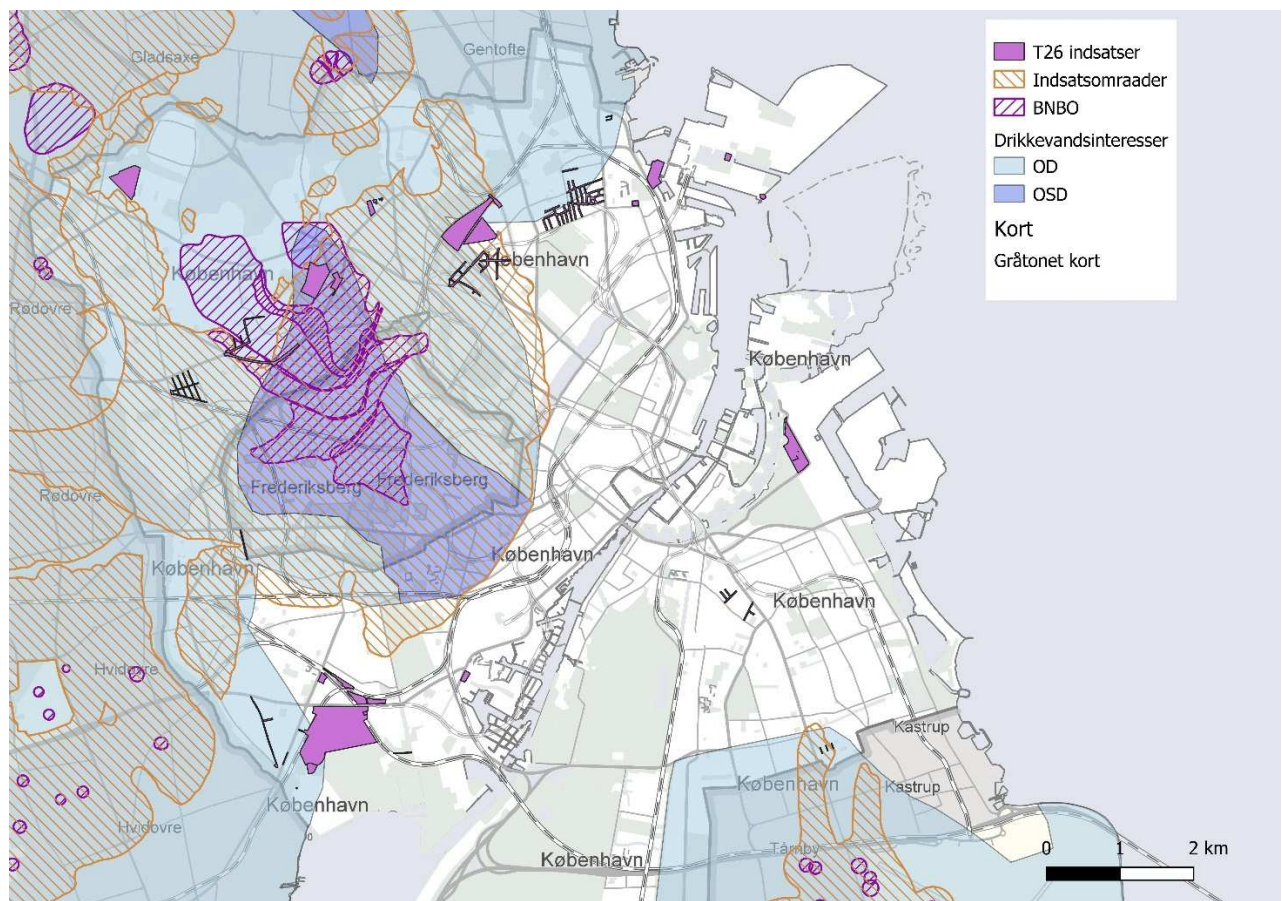 Gladsaxe
Gentofte
T26 indsatser
Indsatsomraader
BNBO
Drikkevandsinteresser
OD
OSD
Kort
Gråtonet kort
København
København
Rødovre
København
Frederiksberg
Frederiksberg
Rødovre
København
København
København
Hvidovre
Kastrup
København
Kastrup
København
Hvidovre
København
Tårnby
0 1 2 km